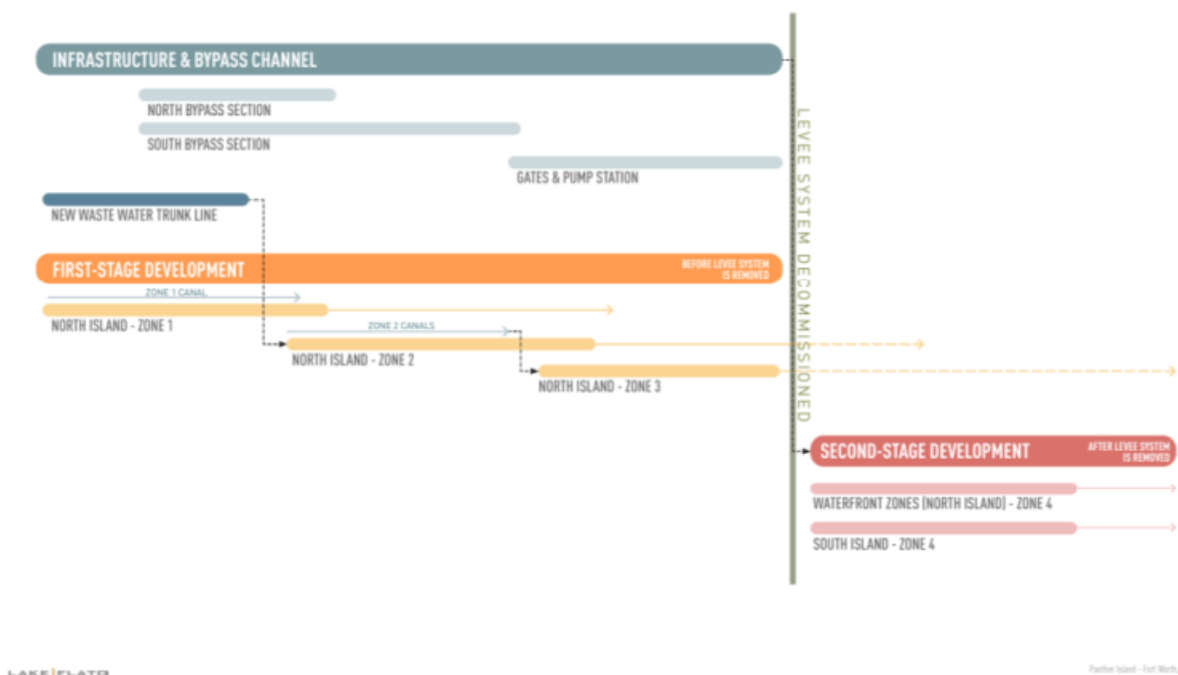 INFRASTRUCTURE & BYPASS CHANNEL
NORTH BYPASS SECTION
SOUTH BYPASS SECTION
GATES & PUMP STATION
LEVEE SYSTEM DECOMMISSIONED
NEW WASTE WATER TRUNK LINE
FIRST-STAGE DEVELOPMENT
BEFORE LEVEE SYSTEM
IS REMOVED
ZONE 1 CANAL
NORTH ISLAND - ZONE 1
ZONE 2 CANALS
NORTH ISLAND - ZONE 2
NORTH ISLAND - ZONE 3
SECOND-STAGE DEVELOPMENT
AFTER LEVEE SYSTEM
IS REMOVED
WATERFRONT ZONES (NORTH ISLAND) - ZONE 4
SOUTH ISLAND - ZONE 4
LAKE|FLATO
Panther Island - Fort Worth